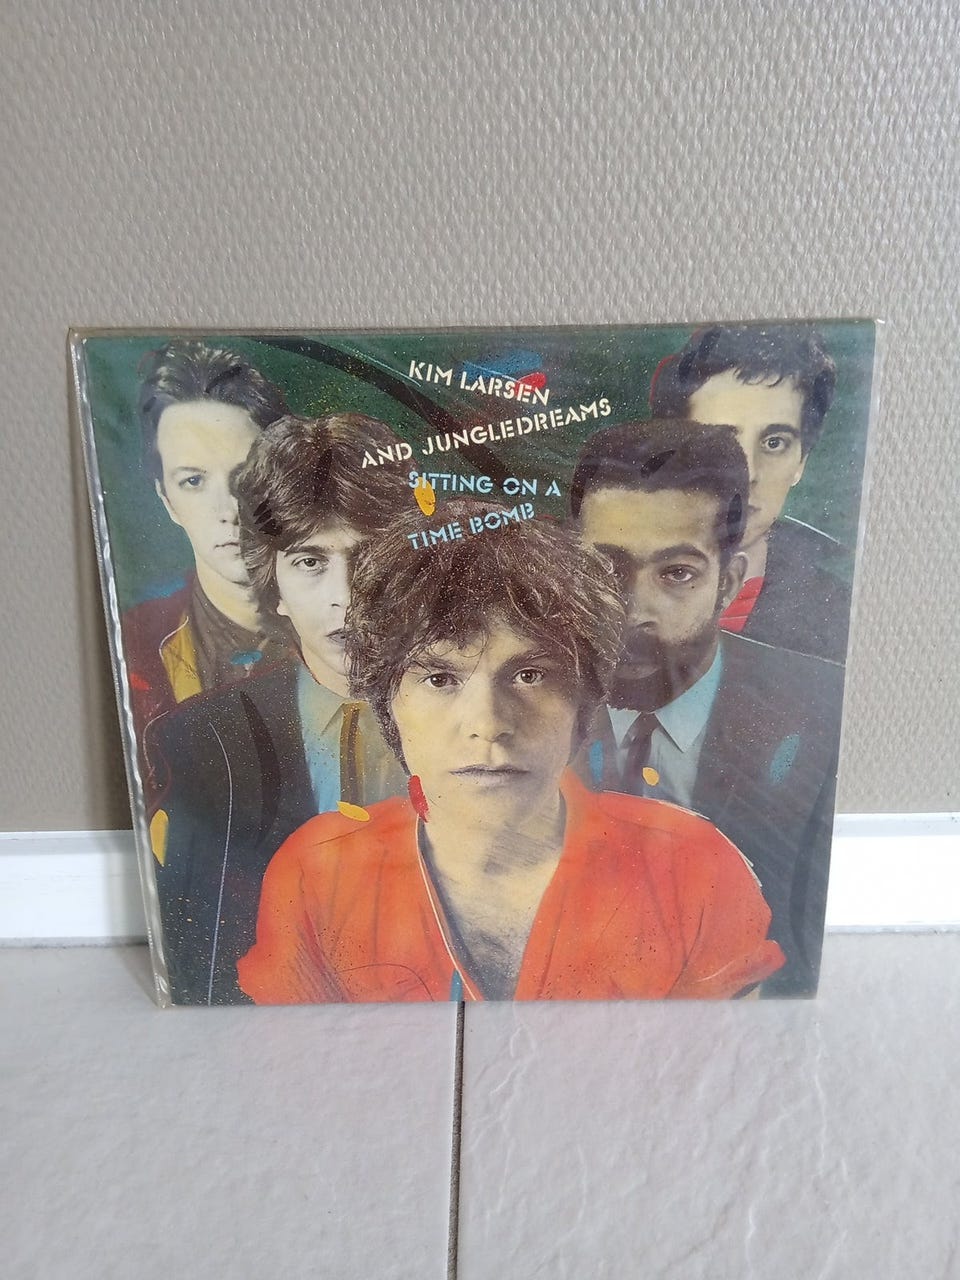 KIM LARSEN
AND JUNGLEDREAMS
SITTING ON A
TIME BOMB